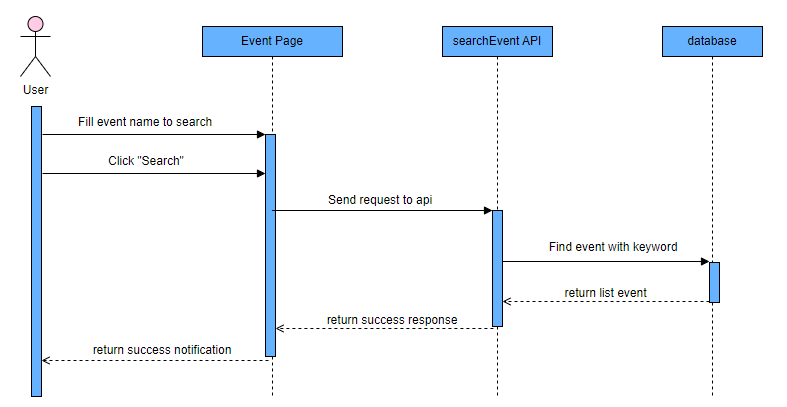 Event Page
searchEvent API
database
User
Fill event name to search
Click "Search"
Send request to api
Find event with keyword
return list event
return success response
return success notification